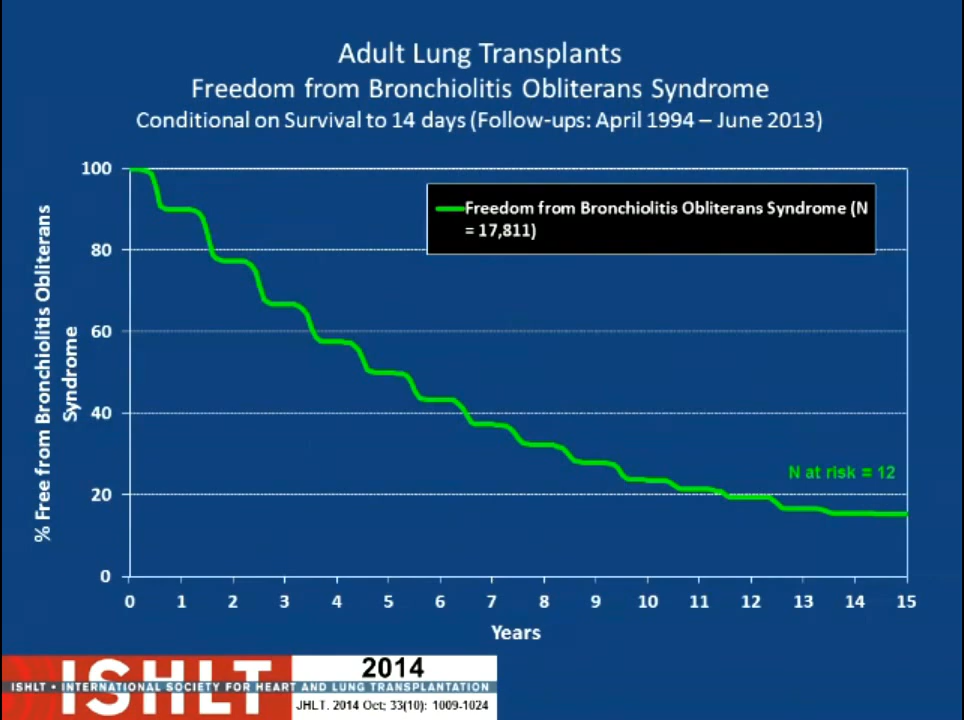 Adult Lung Transplants
Freedom from Bronchiolitis Obliterans Syndrome
Conditional on Survival to 14 days (Follow-ups: April 1994 – June 2013)
100
80
60
40
20
0
% Free from Bronchiolitis Obliterans
Syndrome
Freedom from Bronchiolitis Obliterans Syndrome (N
= 17,811)
N at risk = 12
0 1 2 3 4 5 6 7 8 9 10 11 12 13 14 15
Years
ISHLT
2014
ISHLT • INTERNATIONAL SOCIETY FOR HEART AND LUNG TRANSPLANTATION
JHLT. 2014 Oct; 33(10): 1009-1024